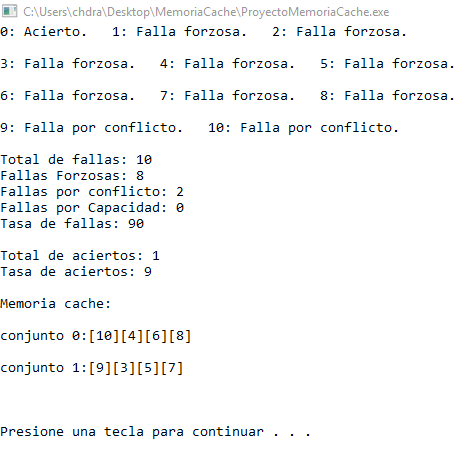 C:\Users\chdra\Desktop\MemoriaCache\ProyectoMemoriaCache.exe
0: Acierto.   1: Falla forzosa.   2: Falla forzosa.
3: Falla forzosa.   4: Falla forzosa.   5: Falla forzosa.
6: Falla forzosa.   7: Falla forzosa.   8: Falla forzosa.
9: Falla por conflicto.   10: Falla por conflicto.
Total de fallas: 10
Fallas Forzosas: 8
Fallas por conflicto: 2
Fallas por Capacidad: 0
Tasa de fallas: 90
Total de aciertos: 1
Tasa de aciertos: 9
Memoria cache:
conjunto 0:[10][4][6][8]
conjunto 1:[9][3][5][7]
Presione una tecla para continuar . . .